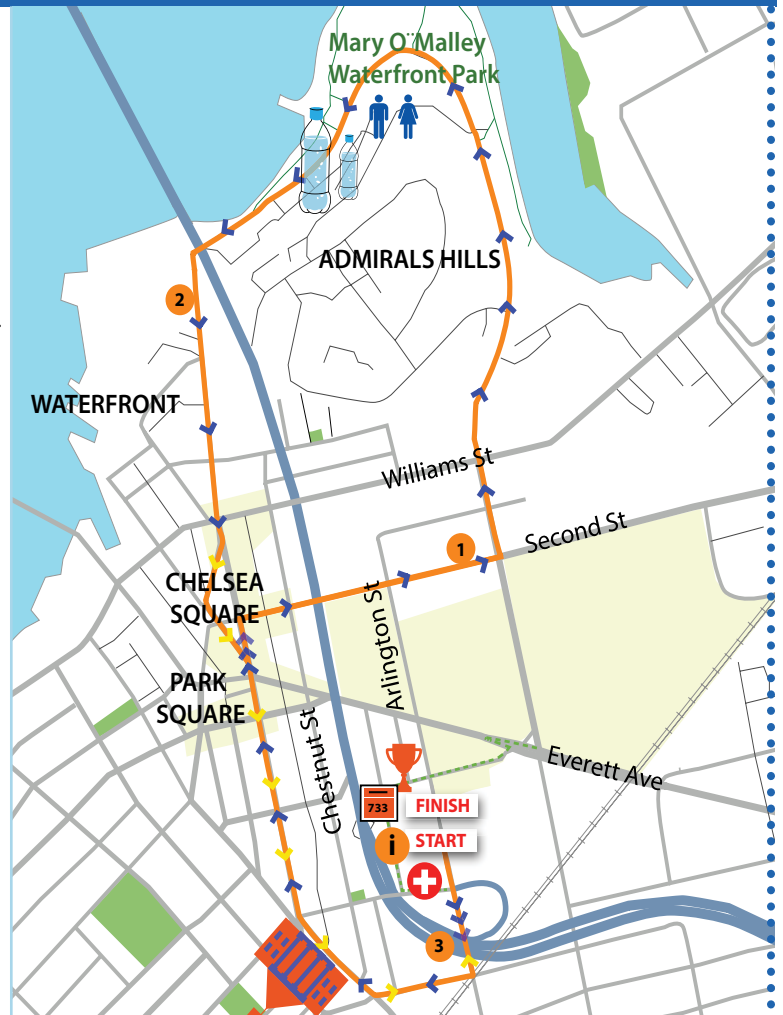 Mary O¨Malley
Waterfront Park
ADMIRALS HILLS
2
WATERFRONT
Williams St
Second St
1
CHELSEA
SQUARE
Arlington St
PARK
SQUARE
Chestnut St
Everett Ave
733
FINISH
i
START
3